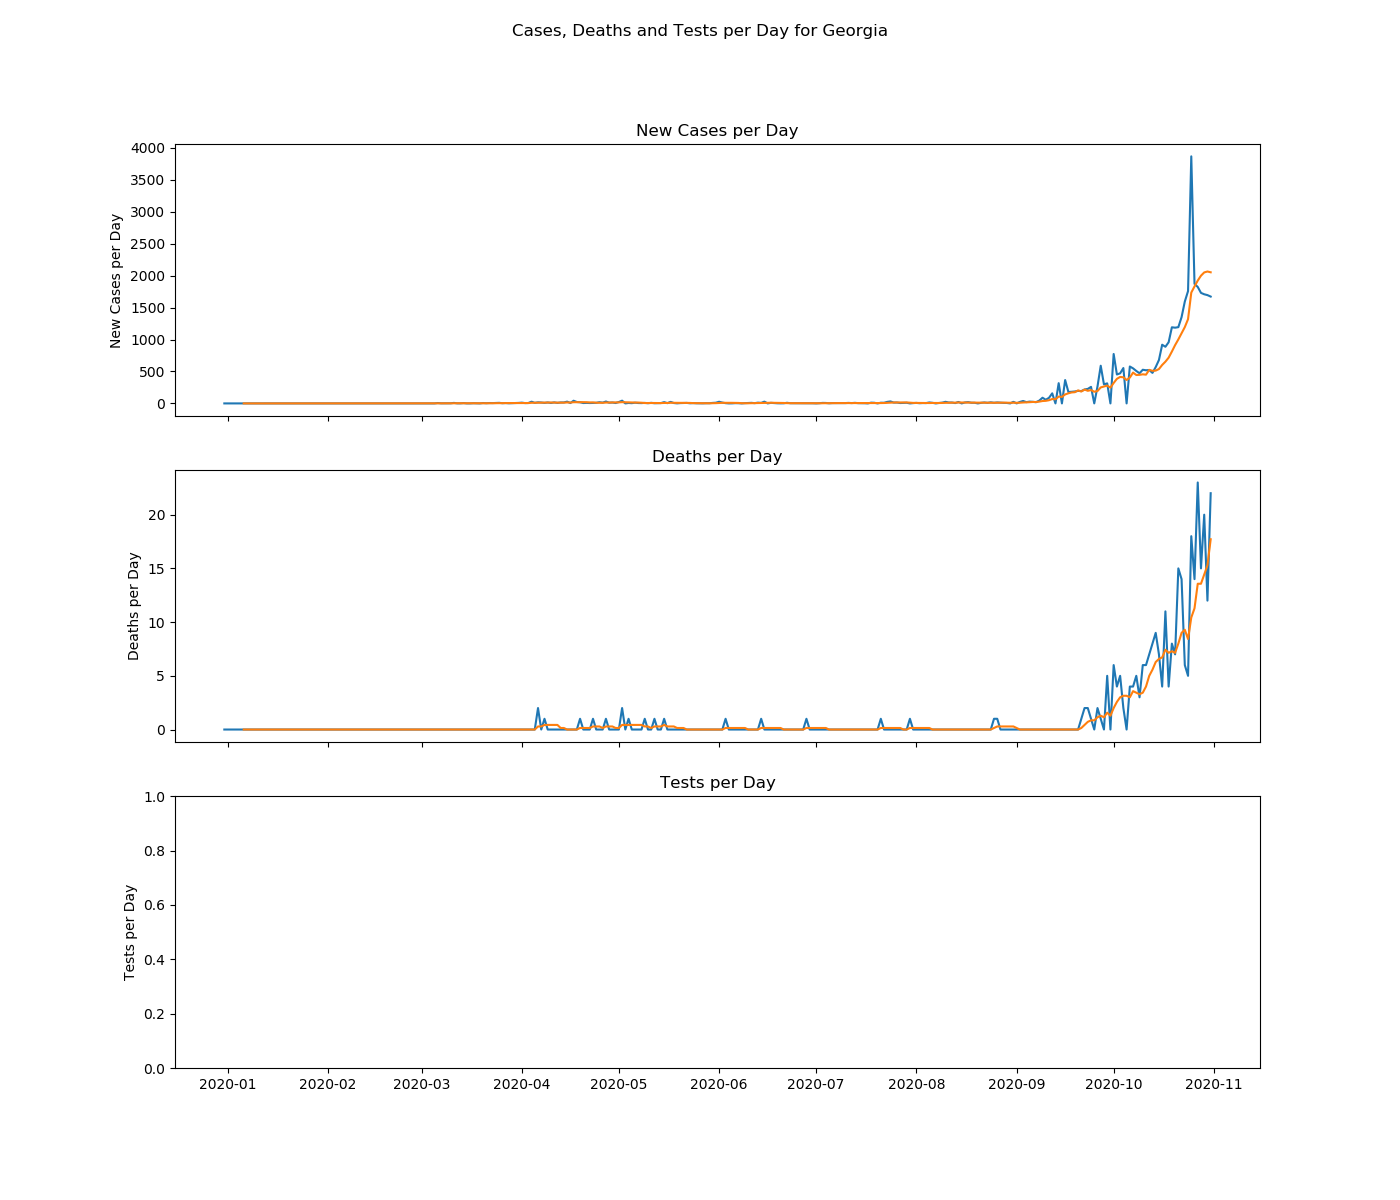 Cases, Deaths and Tests per Day for Georgia
New Cases per Day
4000
3500
3000
2500
2000
1500
1000
500
0
New Cases per Day
Deaths per Day
20
15
10
5
0
Deaths per Day
Tests per Day
1.0
0.8
0.6
0.4
0.2
0.0
Tests per Day
2020-01 2020-02 2020-03 2020-04 2020-05 2020-06 2020-07 2020-08 2020-09 2020-10 2020-11